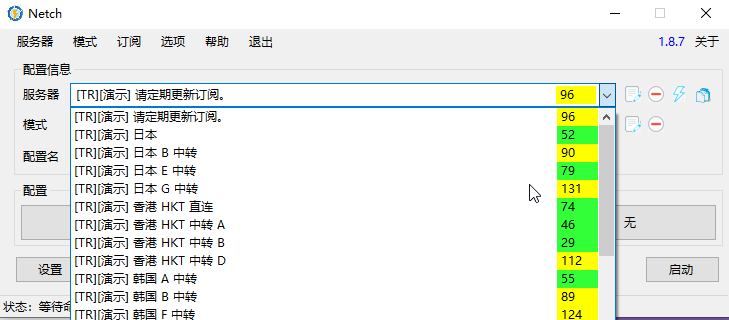 Netch
服务器 模式 订阅 选项 帮助 退出 1.8.7 关于
配置信息
服务器 [TR][演示] 请定期更新订阅。 96
[TR][演示] 请定期更新订阅。 96
模式 [TR][演示] 日本 52
[TR][演示] 日本 B 中转 90
配置名 [TR][演示] 日本 E 中转 79
配置 [TR][演示] 日本 G 中转 131
[TR][演示] 香港 HKT 直连 74
[TR][演示] 香港 HKT 中转 A 46 无
[TR][演示] 香港 HKT 中转 B 29
[TR][演示] 香港 HKT 中转 D 112
设置 [TR][演示] 韩国 A 中转 55 启动
[TR][演示] 韩国 B 中转 89
状态: 等待命 [TR][演示] 韩国 F 中转 124